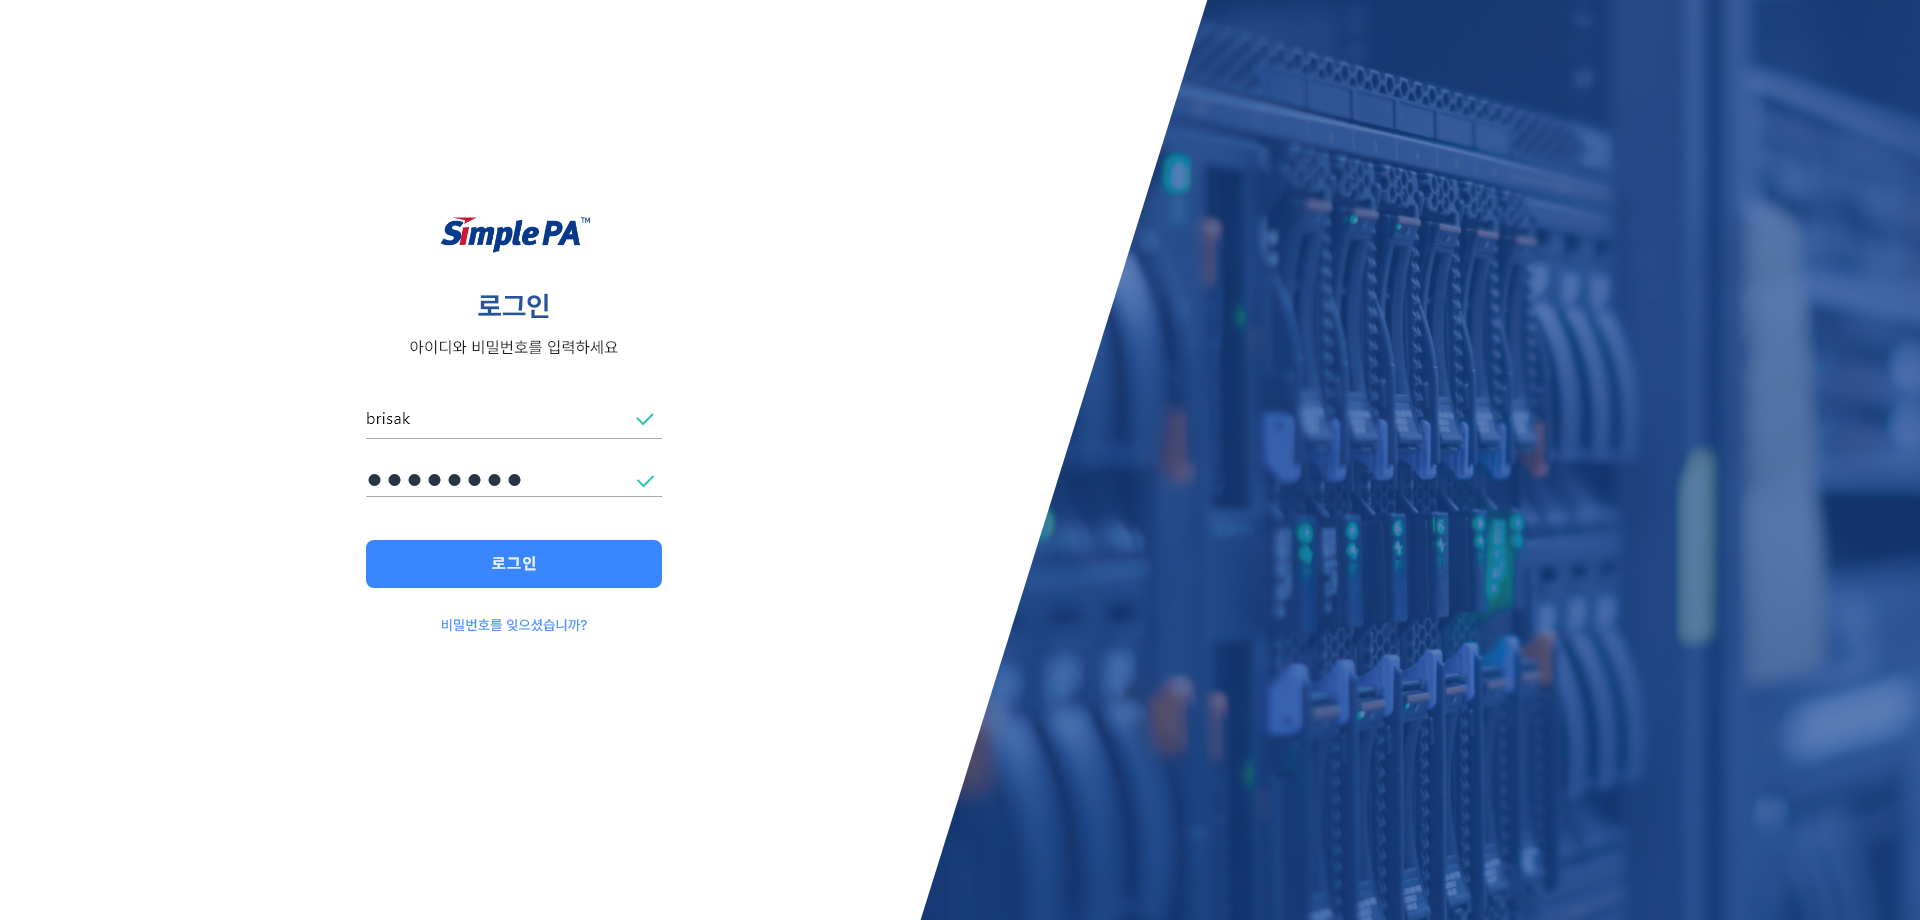 Simple PA™
로그인
아이디와 비밀번호를 입력하세요
brisak
●●●●●●●●
로그인
비밀번호를 잊으셨습니까?